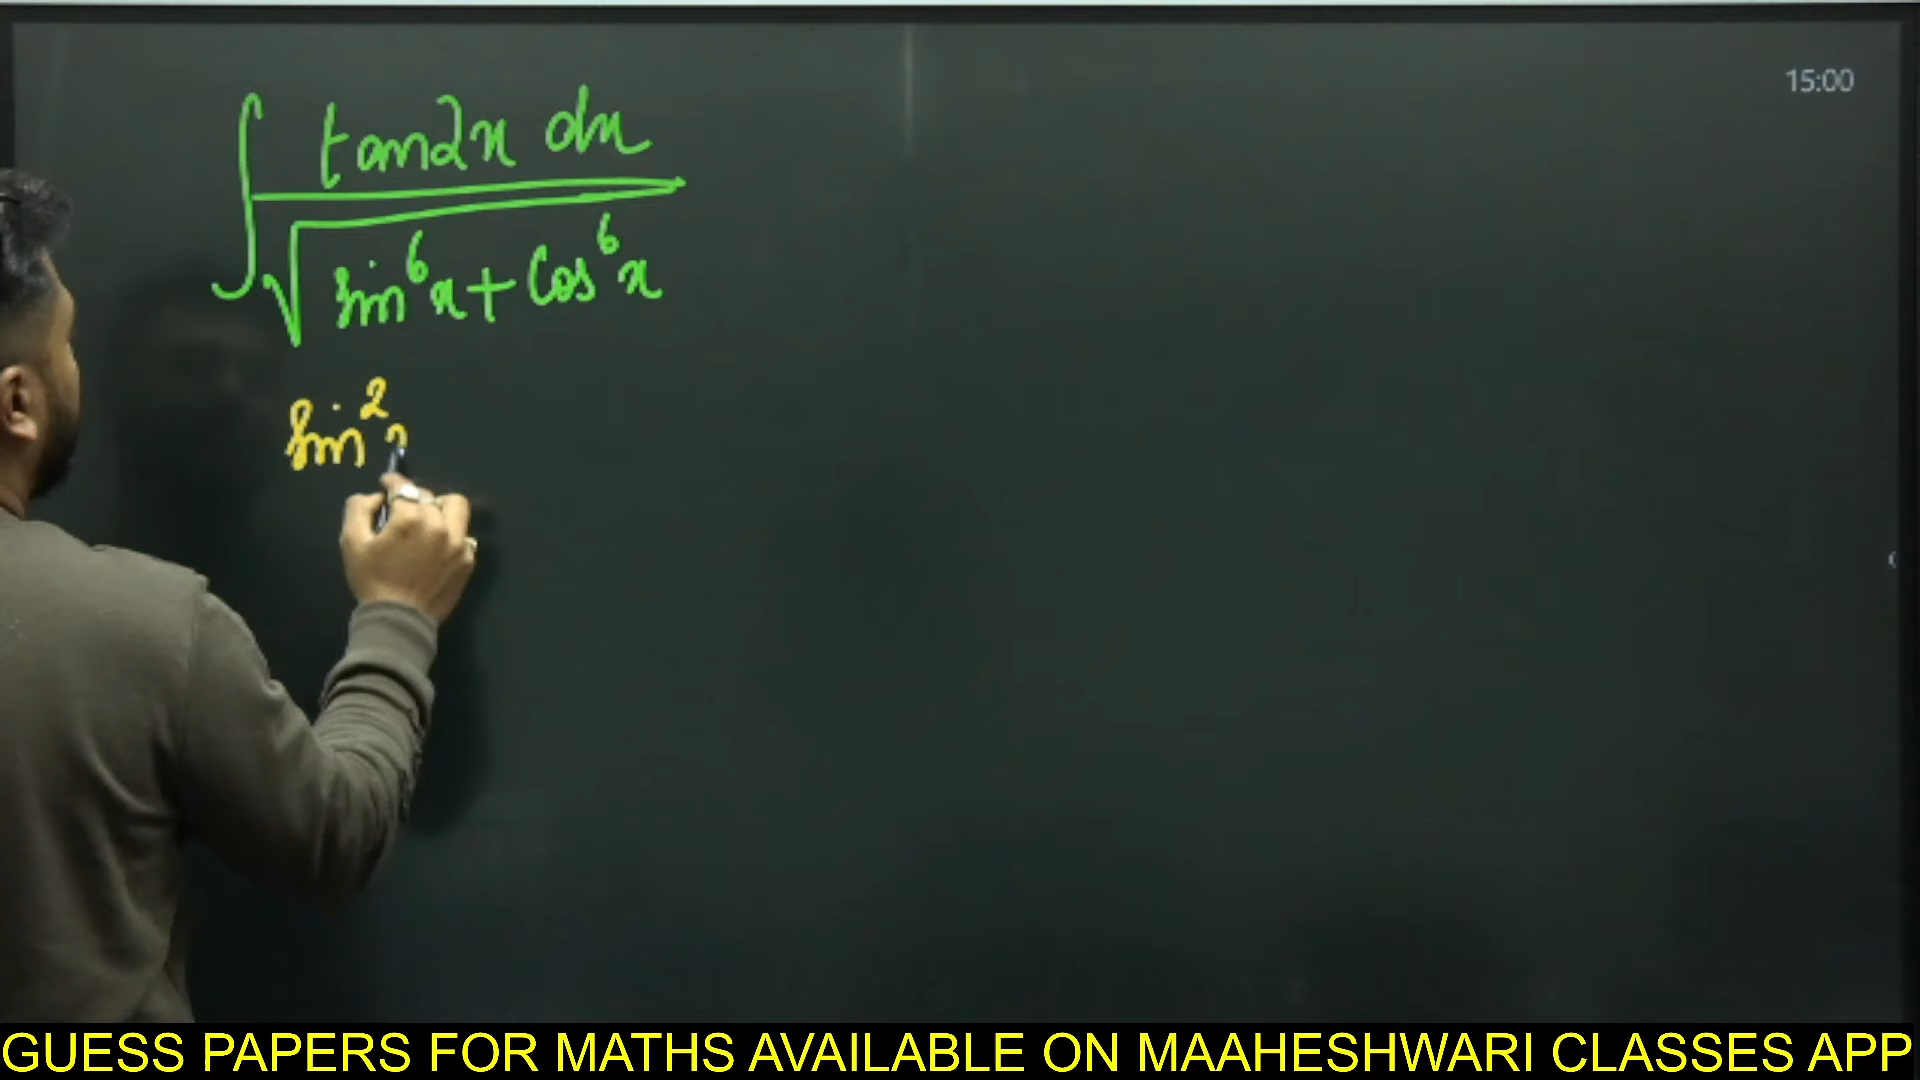 15:00
∫ tan2x dx
√ sin⁶x + cos⁶x
sin²
GUESS PAPERS FOR MATHS AVAILABLE ON MAAHESHWARI CLASSES APP